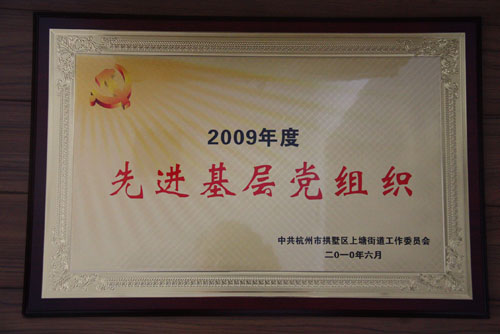 2009年度
先进基层党组织
中共杭州市拱墅区上塘街道工作委员会
二0一0年六月